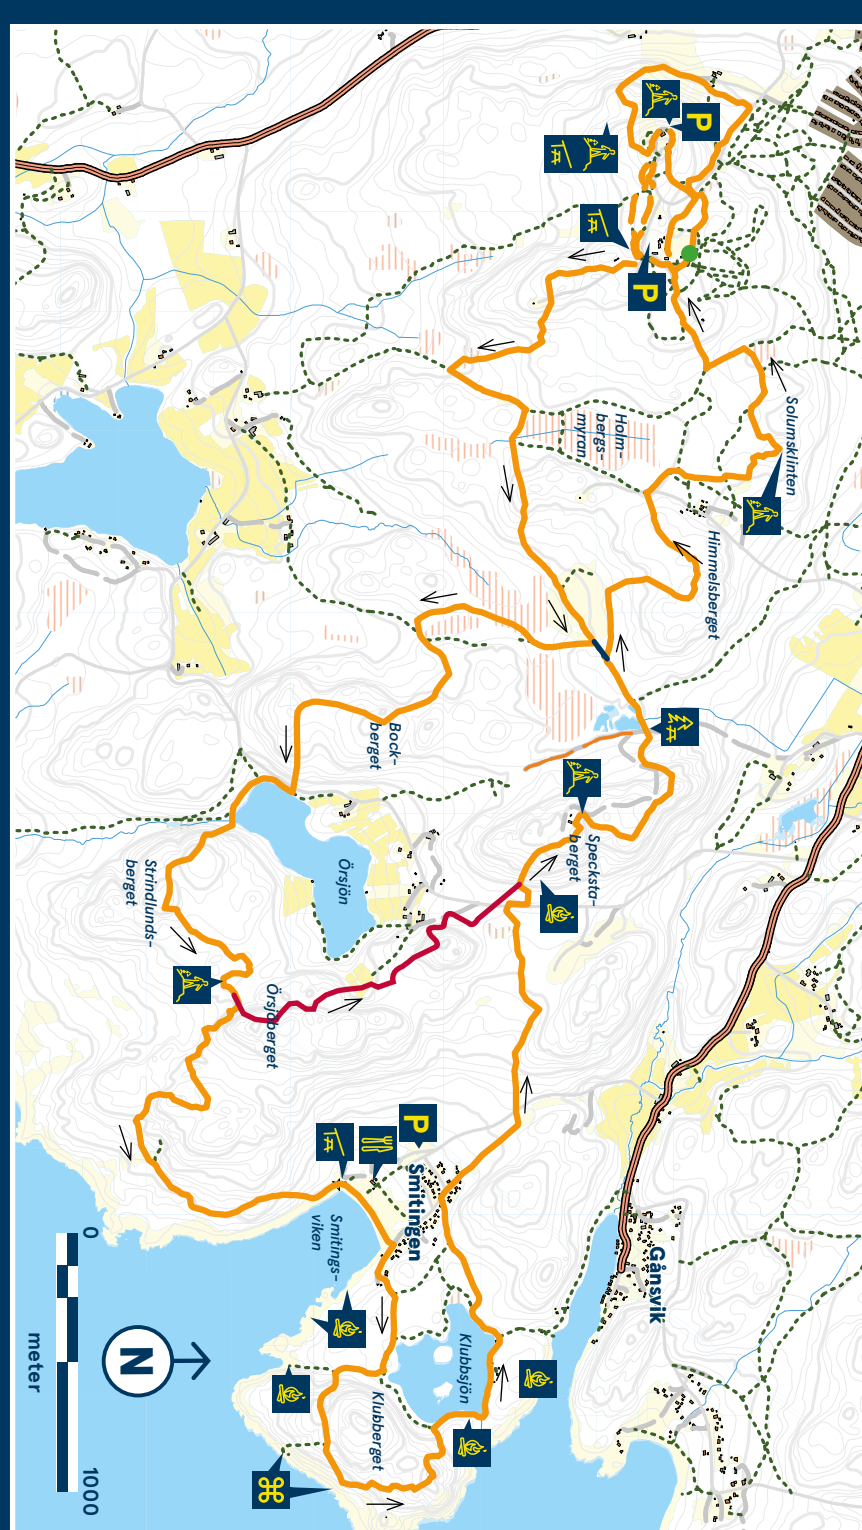 P
P
Solumsklinten
Holm-
bergs-
myran
Himmelsberget
Bock-
berget
Specksta-
berget
Örsjön
Strindlunds-
berget
Örsjöberget
P
Smitingen
Smitings-
viken
Gånsvik
Klubbsjön
Klubberget
0
1000
meter
N